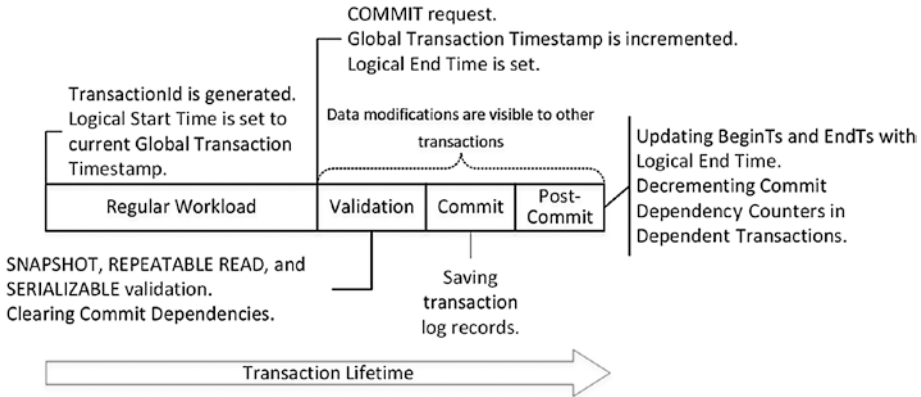 COMMIT request.
Global Transaction Timestamp is incremented.
Logical End Time is set.
TransactionId is generated.
Logical Start Time is set to
current Global Transaction
Timestamp.
Data modifications are visible to other
transactions
Updating BeginTs and EndTs with
Logical End Time.
Decrementing Commit
Dependency Counters in
Dependent Transactions.
Regular Workload
Validation
Commit
Post-
Commit
SNAPSHOT, REPEATABLE READ, and
SERIALIZABLE validation.
Clearing Commit Dependencies.
Saving
transaction
log records.
Transaction Lifetime